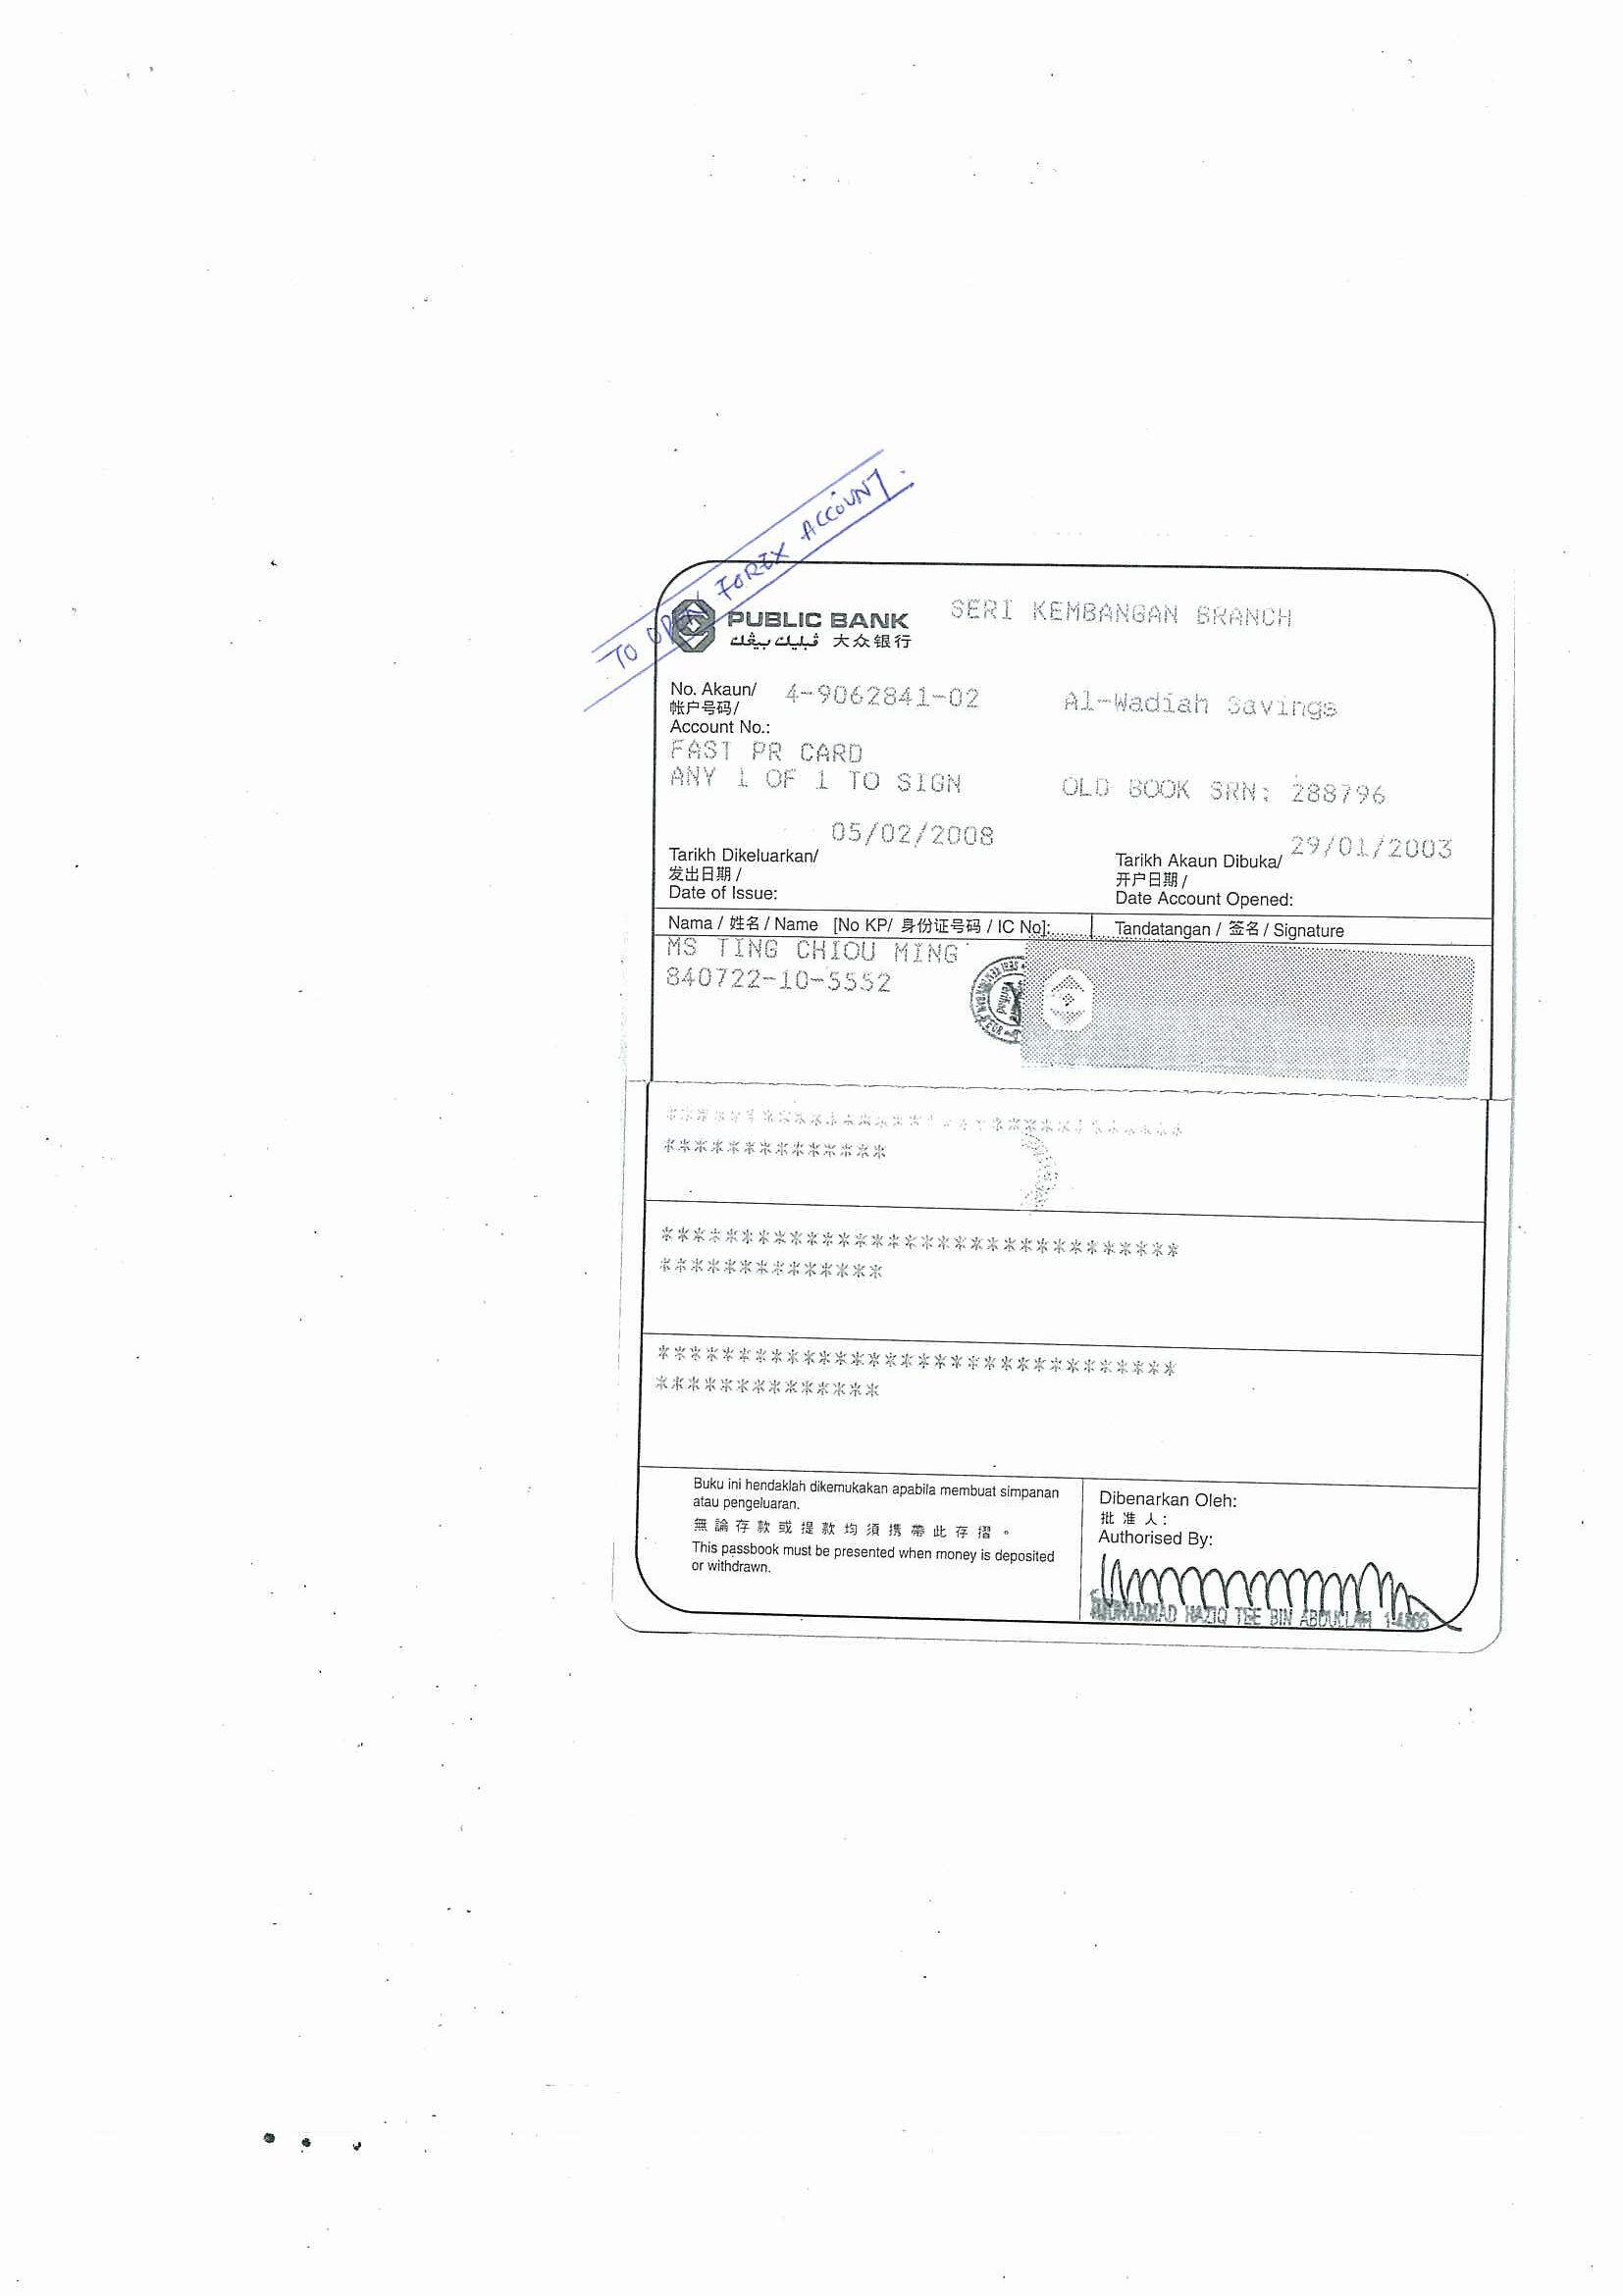 TO OPEN FOREX ACCOUNT.
PUBLIC BANK
ڤبليك بيڠك 大众银行
SERI KEMBANGAN BRANCH
No. Akaun/ 4-9062841-02 Al-Wadiah Savings
帐户号码/
Account No.:
FAST PR CARD
ANY 1 OF 1 TO SIGN OLD BOOK SRN: 288796
05/02/2008 29/01/2003
Tarikh Dikeluarkan/ Tarikh Akaun Dibuka/
发出日期 / 开户日期 /
Date of Issue: Date Account Opened:
Nama / 姓名 / Name [No KP/ 身份证号码 / IC No]: Tandatangan / 签名 / Signature
MS TING CHIOU MING
840722-10-5552
Verified
********************************
**************
********************************
**************
********************************
**************
Buku ini hendaklah dikemukakan apabila membuat simpanan
atau pengeluaran.
無論存款或提款均須携帶此存摺。
This passbook must be presented when money is deposited
or withdrawn.
Dibenarkan Oleh:
批准人:
Authorised By:
MUHAMMAD HAZIQ TEE BIN ABDULLAH